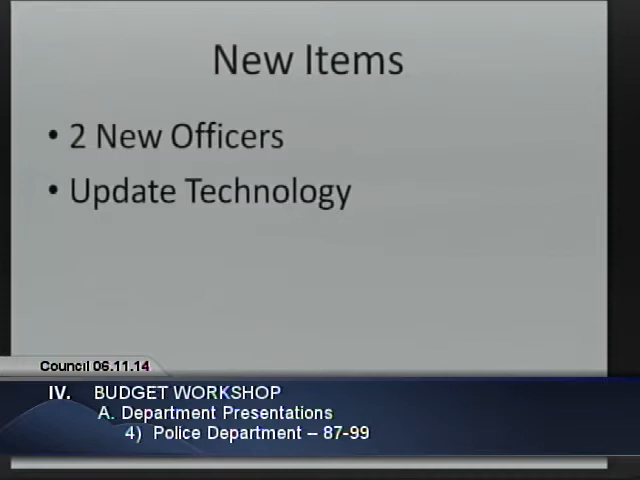 New Items
• 2 New Officers
• Update Technology
Council 06.11.14
IV. BUDGET WORKSHOP
A. Department Presentations
4) Police Department – 87-99